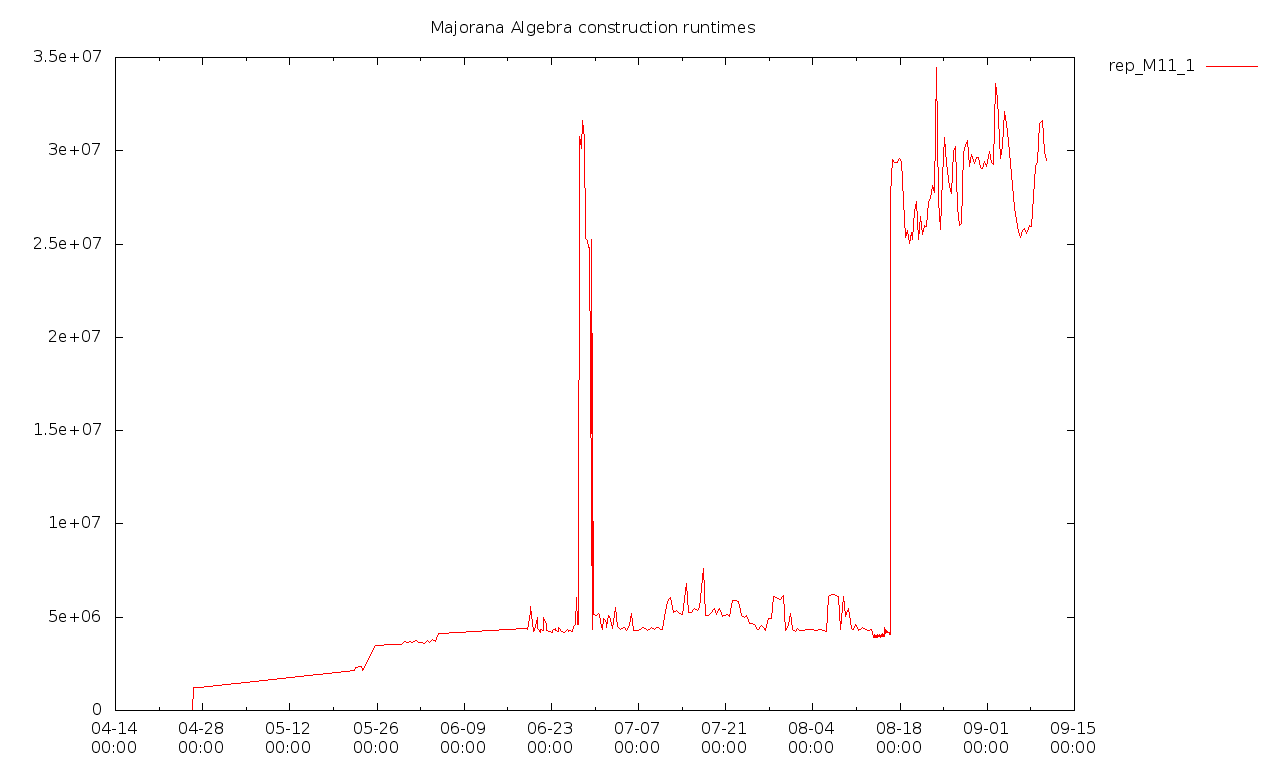 Majorana Algebra construction runtimes
rep_M11_1
3.5e+07
3e+07
2.5e+07
2e+07
1.5e+07
1e+07
5e+06
0
04-14 04-28 05-12 05-26 06-09 06-23 07-07 07-21 08-04 08-18 09-01 09-15
00:00 00:00 00:00 00:00 00:00 00:00 00:00 00:00 00:00 00:00 00:00 00:00